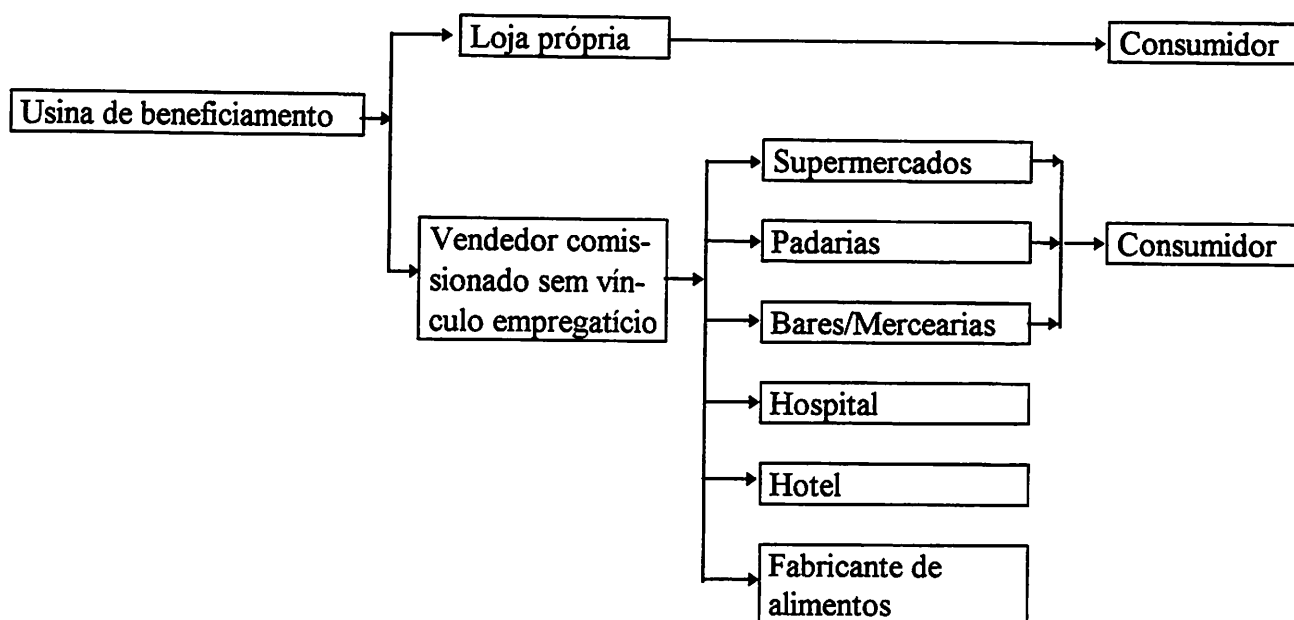 Loja própria
Consumidor
Usina de beneficiamento
Supermercados
Vendedor comis-
sionado sem vín-
culo empregatício
Padarias
Consumidor
Bares/Mercearias
Hospital
Hotel
Fabricante de
alimentos